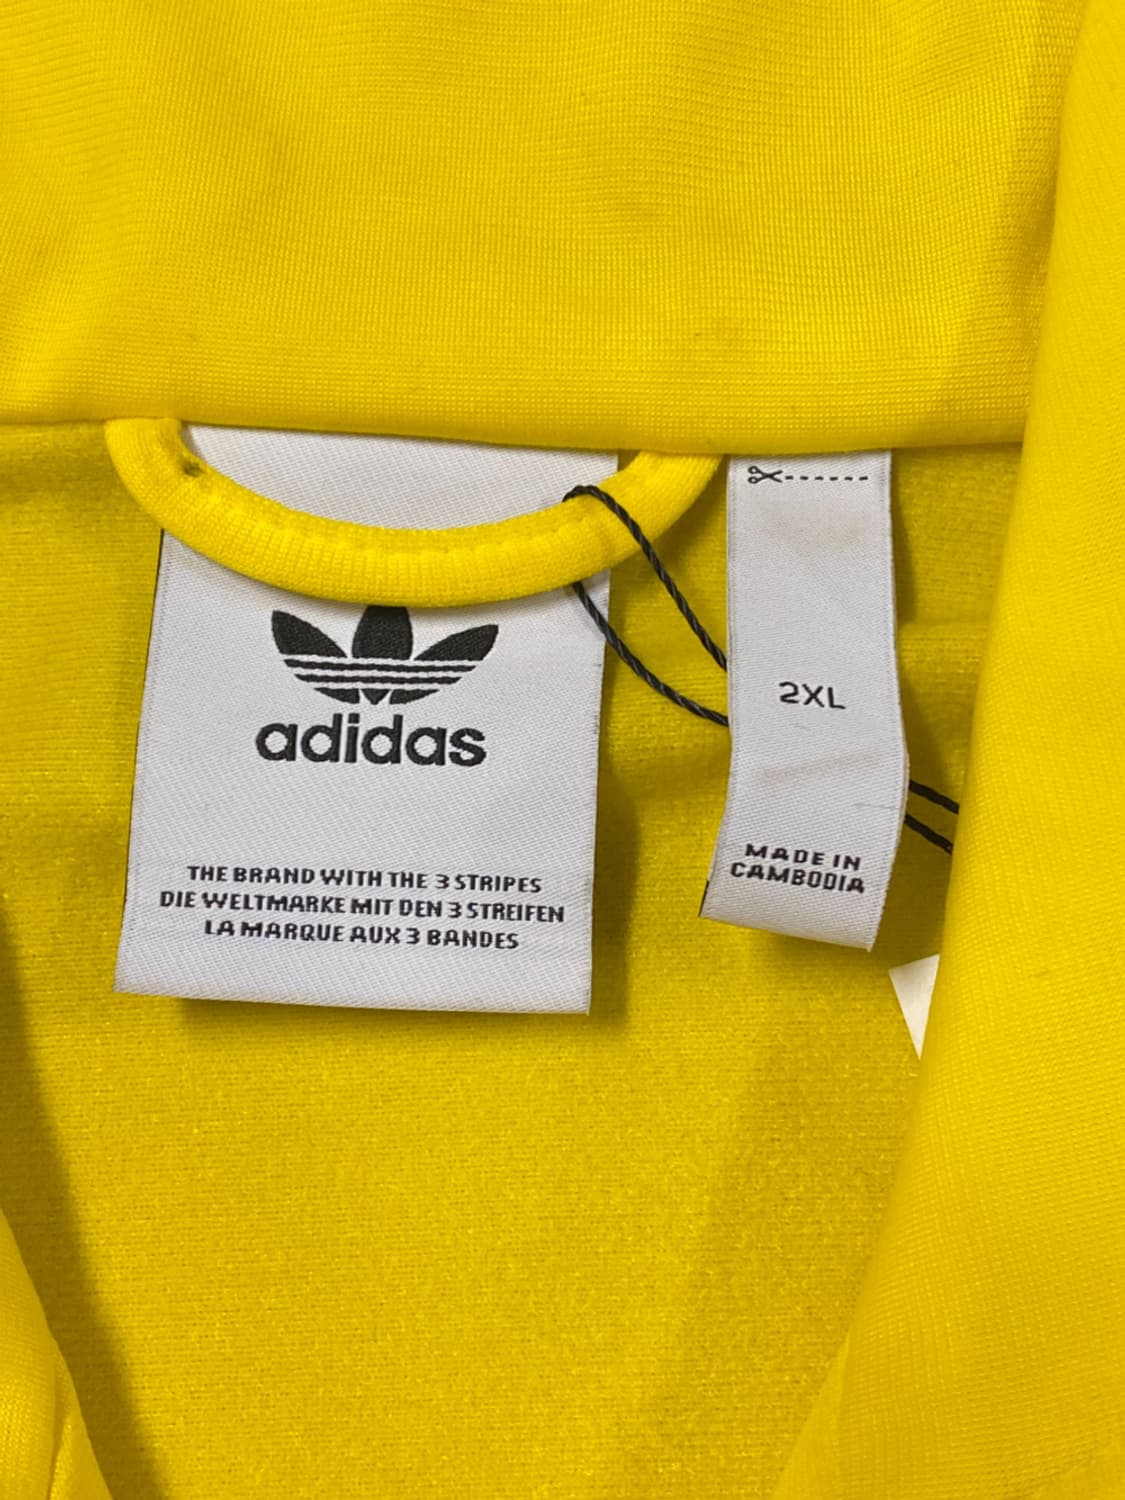 adidas
THE BRAND WITH THE 3 STRIPES
DIE WELTMARKE MIT DEN 3 STREIFEN
LA MARQUE AUX 3 BANDES
2XL
MADE IN
CAMBODIA